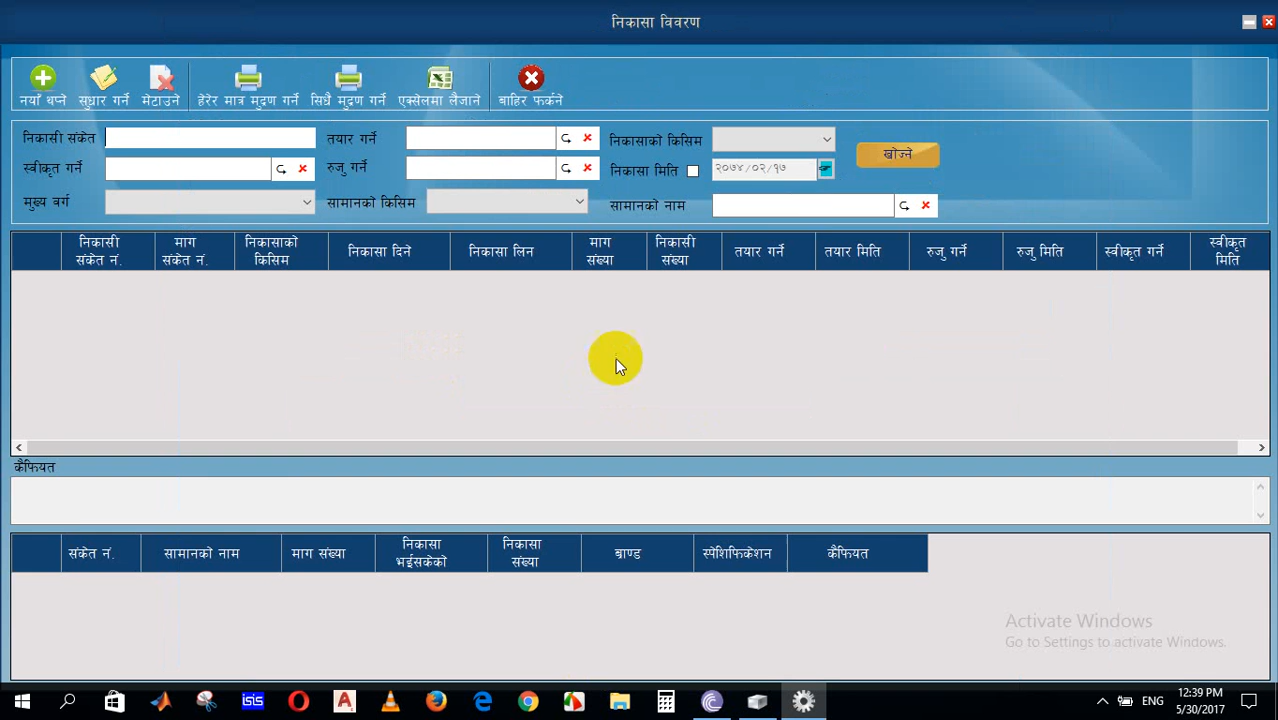 निकासा विवरण
नयाँ थप्ने सुधार गर्ने मेटाउने हेरेर मात्र मुद्रण गर्ने सिधै मुद्रण गर्ने एक्सेलमा लैजाने बाहिर फर्कने
निकासी संकेत तयार गर्ने निकासाको किसिम
खोज्ने
स्वीकृत गर्ने रुजु गर्ने निकासा मिति २०७४/०२/१७
मुख्य बर्ग सामानको किसिम सामानको नाम
निकासी संकेत नं.
माग संकेत नं.
निकासाको किसिम
निकासा दिने
निकासा लिन
माग संख्या
निकासी संख्या
तयार गर्ने
तयार मिति
रुजु गर्ने
रुजु मिति
स्वीकृत गर्ने
स्वीकृत मिति
कैफियत
संकेत नं.
सामानको नाम
माग संख्या
निकासा भईसकेको
निकासा संख्या
ब्राण्ड
स्पेशिफिकेशन
कैफियत
Activate Windows
Go to Settings to activate Windows.
isis
ENG
12:39 PM
5/30/2017